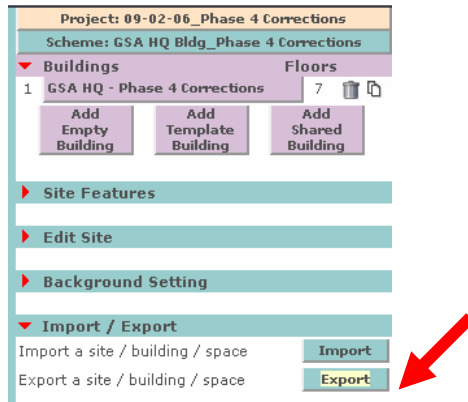 Project: 09-02-06_Phase 4 Corrections
Scheme: GSA HQ Bldg_Phase 4 Corrections
Buildings Floors
1 GSA HQ - Phase 4 Corrections 7
Add Empty Building
Add Template Building
Add Shared Building
Site Features
Edit Site
Background Setting
Import / Export
Import a site / building / space Import
Export a site / building / space Export